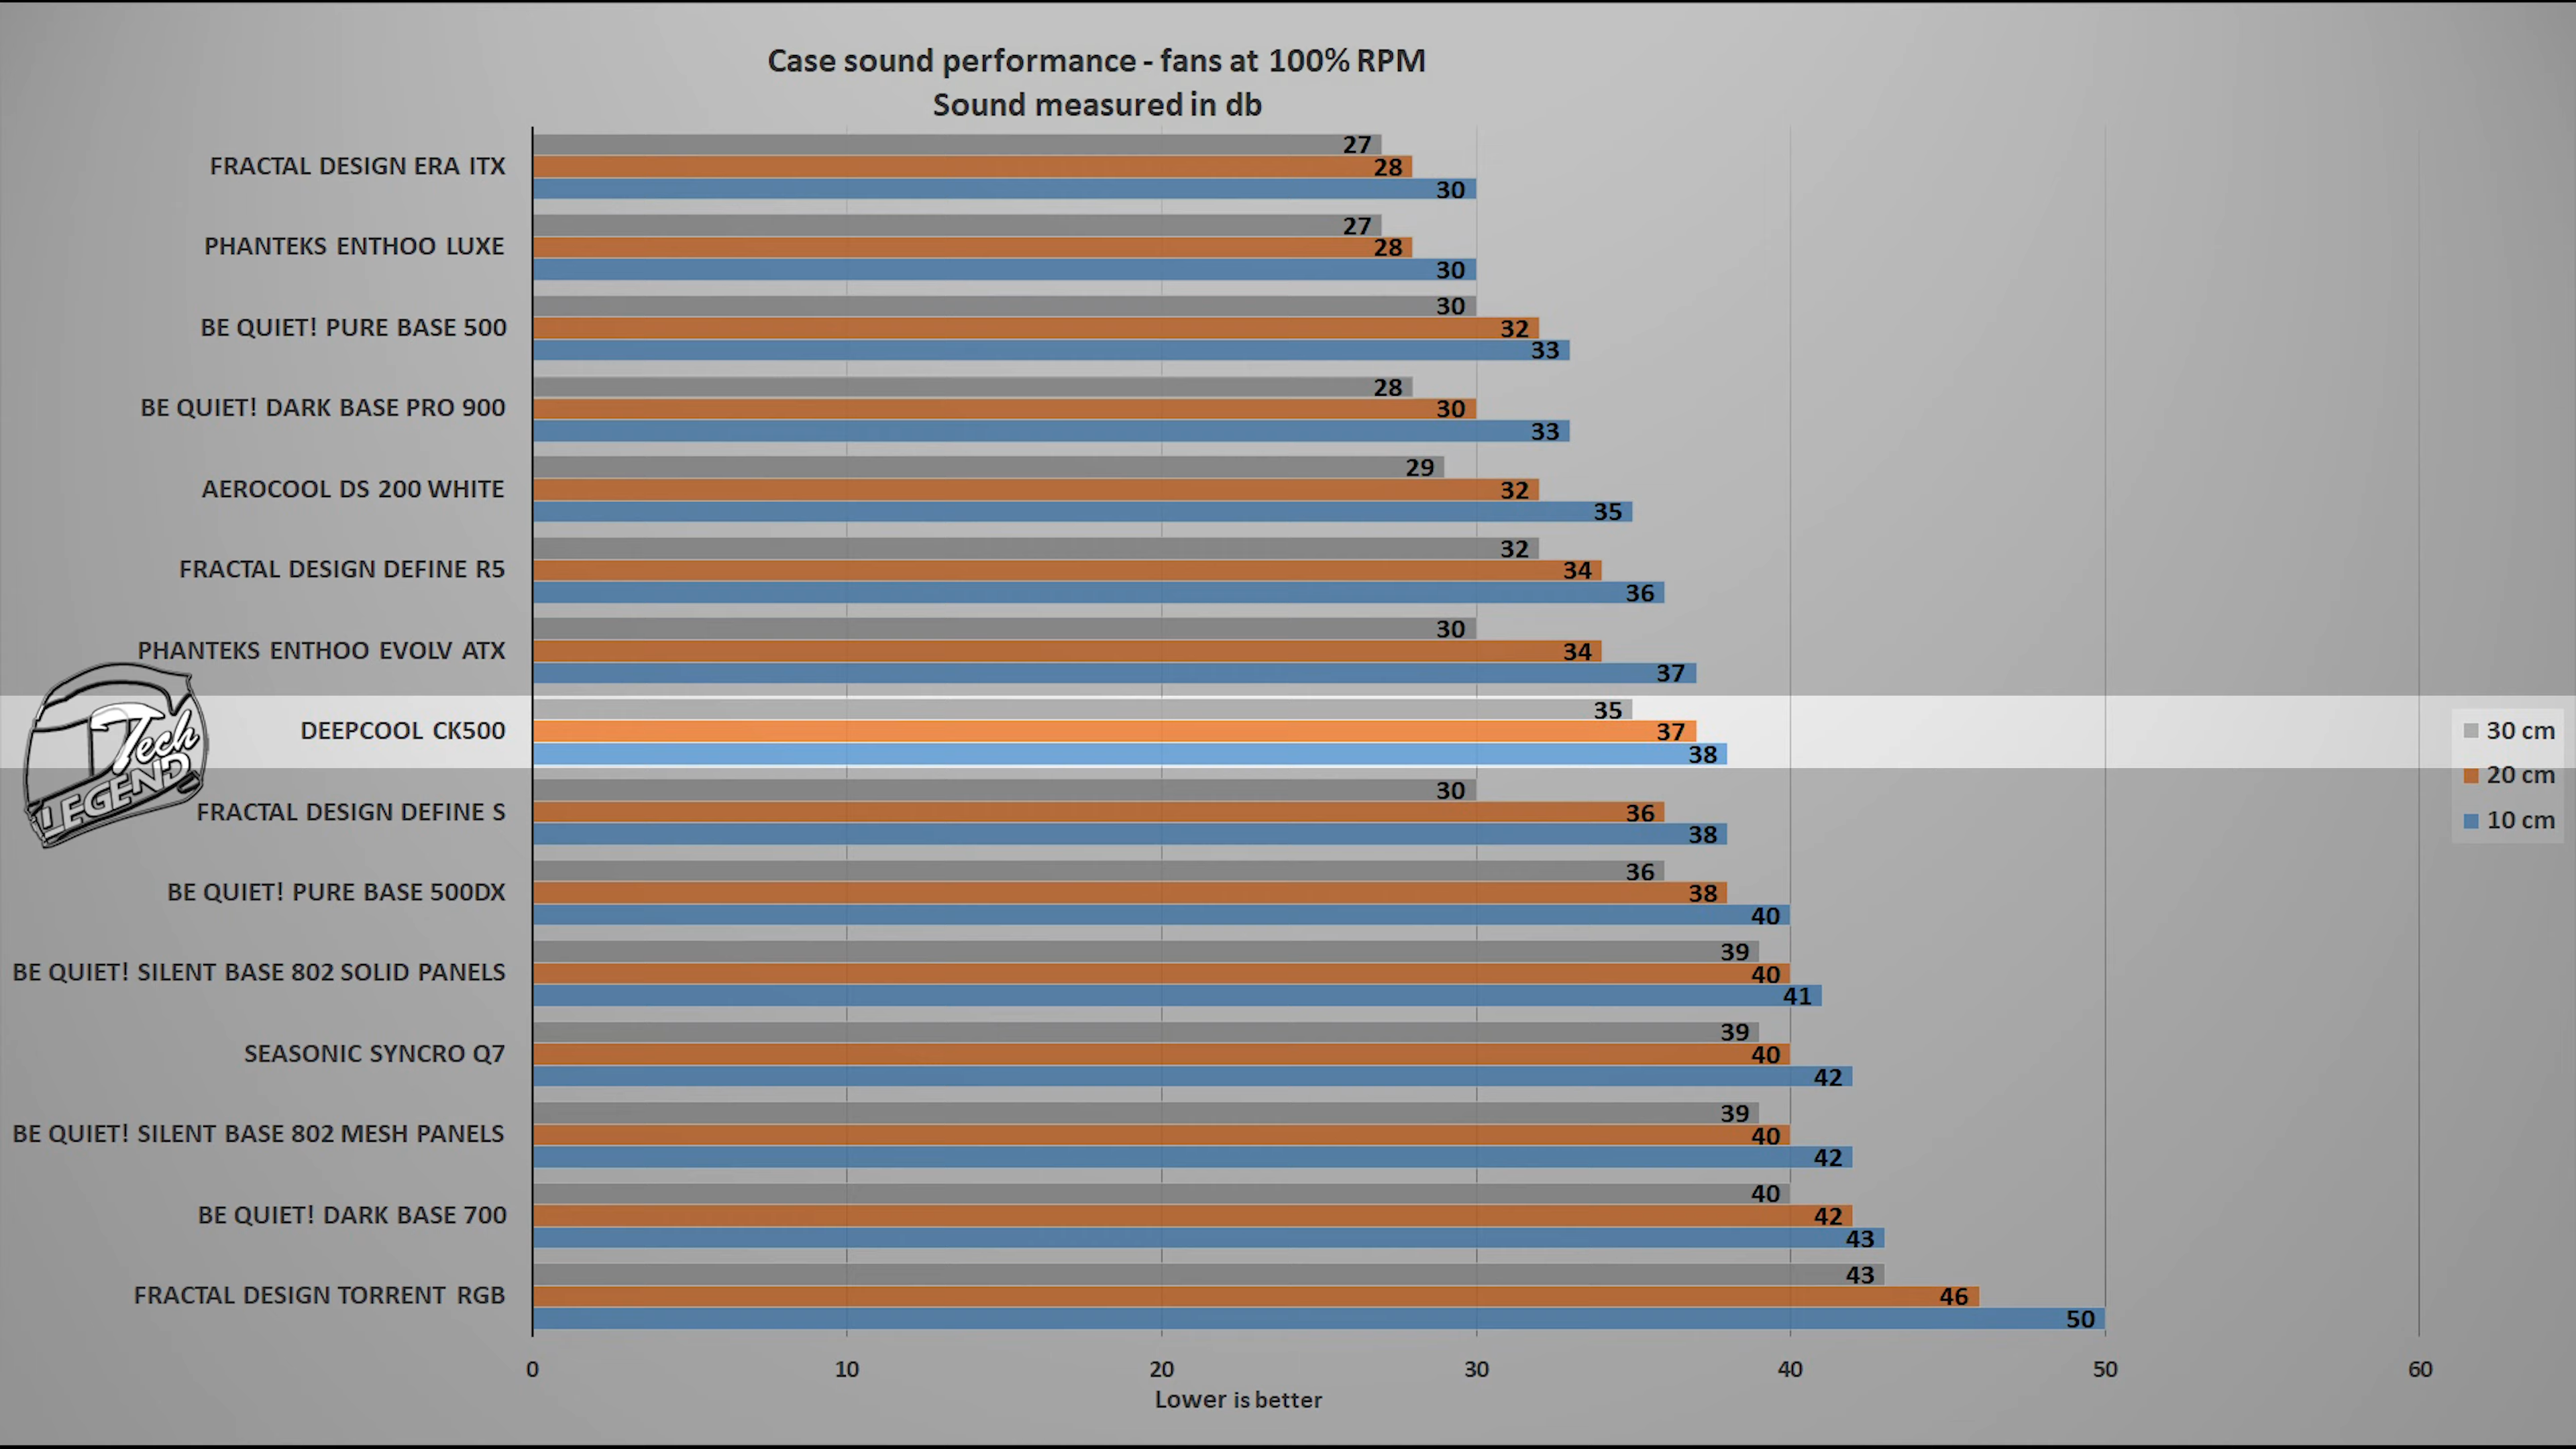 Case sound performance - fans at 100% RPM
Sound measured in db
FRACTAL DESIGN ERA ITX
27
28
30
PHANTEKS ENTHOO LUXE
27
28
30
BE QUIET! PURE BASE 500
30
32
33
BE QUIET! DARK BASE PRO 900
28
30
33
AEROCOOL DS 200 WHITE
29
32
35
FRACTAL DESIGN DEFINE R5
32
34
36
PHANTEKS ENTHOO EVOLV ATX
30
34
37
DEEPCOOL CK500
35
37
38
FRACTAL DESIGN DEFINE S
30
36
38
BE QUIET! PURE BASE 500DX
36
38
40
BE QUIET! SILENT BASE 802 SOLID PANELS
39
40
41
SEASONIC SYNCRO Q7
39
40
42
BE QUIET! SILENT BASE 802 MESH PANELS
39
40
42
BE QUIET! DARK BASE 700
40
42
43
FRACTAL DESIGN TORRENT RGB
43
46
50
0 10 20 30 40 50 60
Lower is better
30 cm
20 cm
10 cm
Tech
LEGEND